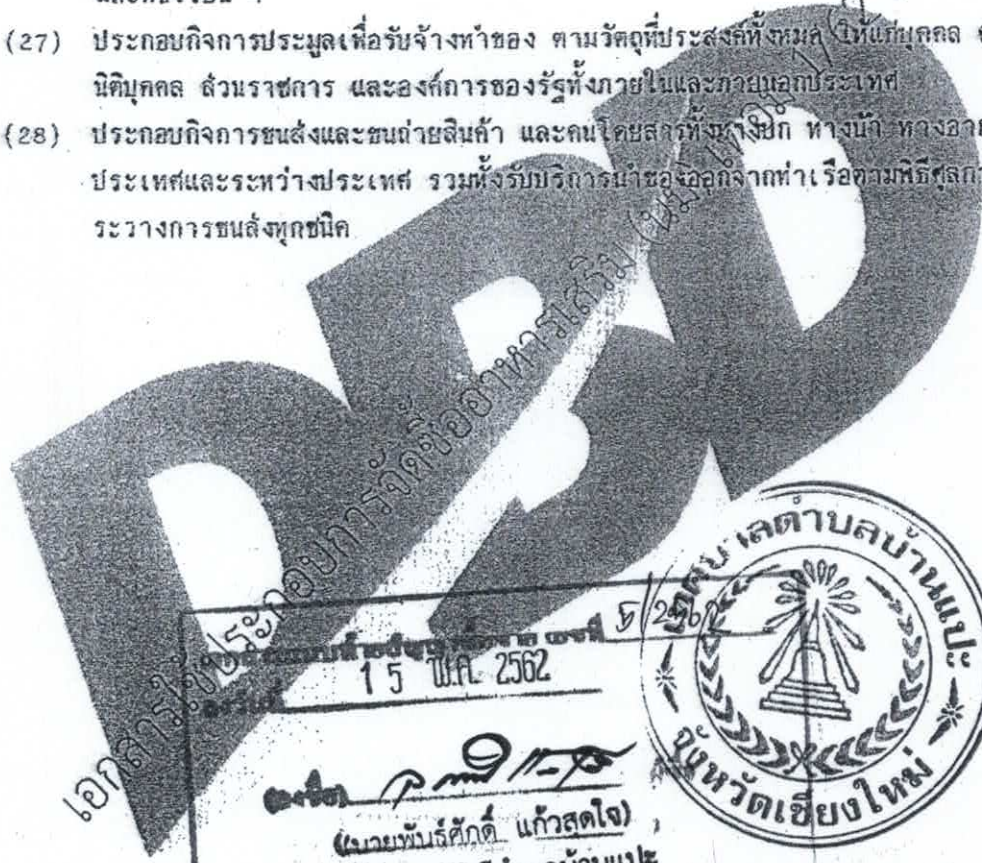 (27) ประกอบกิจการประมูลเพื่อรับจ้างทำของ ตามวัตถุที่ประสงค์ทั้งหมด ให้แก่บุคคล
นิติบุคคล ส่วนราชการ และองค์การของรัฐทั้งภายในและภายนอกประเทศ
(28) ประกอบกิจการขนส่งและขนถ่ายสินค้า และคนโดยสารทั้งทางบก ทางน้ำ ทางอา
ประเทศและระหว่างประเทศ รวมทั้งรับบริการนำของออกจากท่าเรือตามพิธีศุลกา
ระวางการขนส่งทุกชนิด
DBD
เอกสารใช้ประกอบการจัดซื้ออาหารเสริม (นม)
5/2562
15 พ.ค. 2562
(ลงชื่อ)
(นายพันธ์ศักดิ์ แก้วสุดใจ)
ตำบลบ้านแปะ
เทศบาลตำบลบ้านแปะ
จังหวัดเชียงใหม่